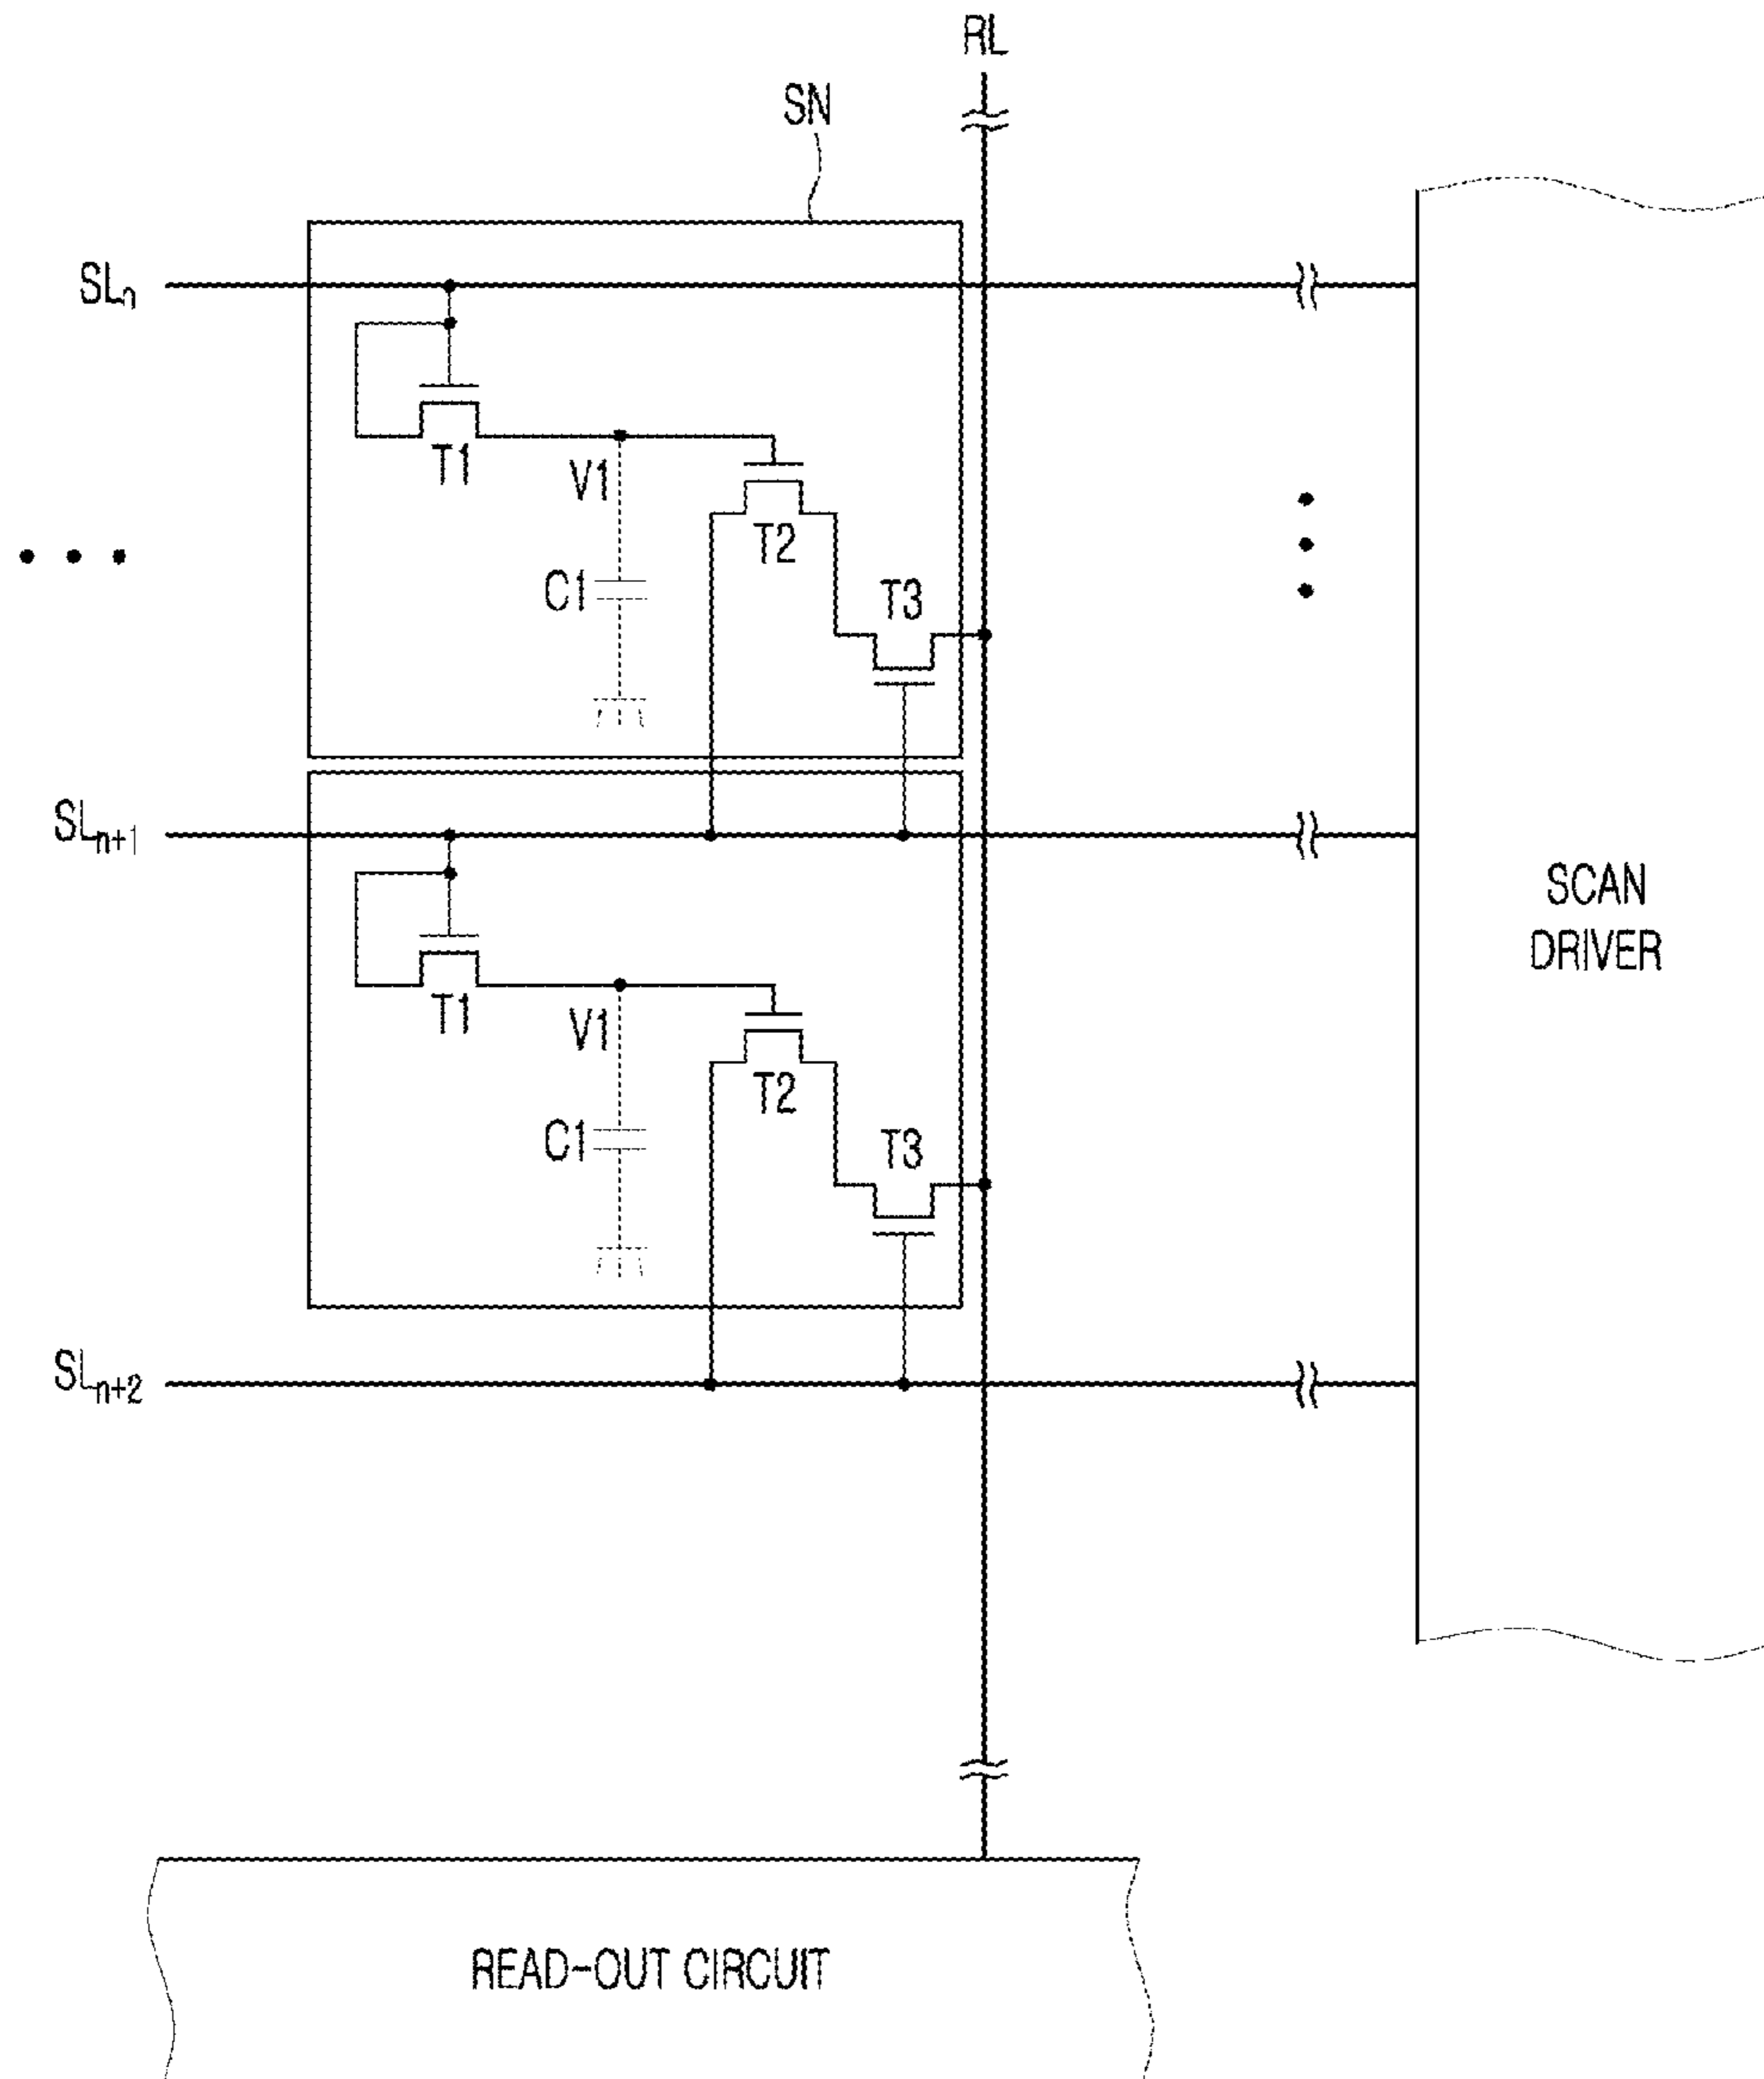 RL
SN
SLn
T1
V1
T2
C1
T3
SLn+1
SCAN
DRIVER
T1
V1
T2
C1
T3
SLn+2
READ-OUT CIRCUIT